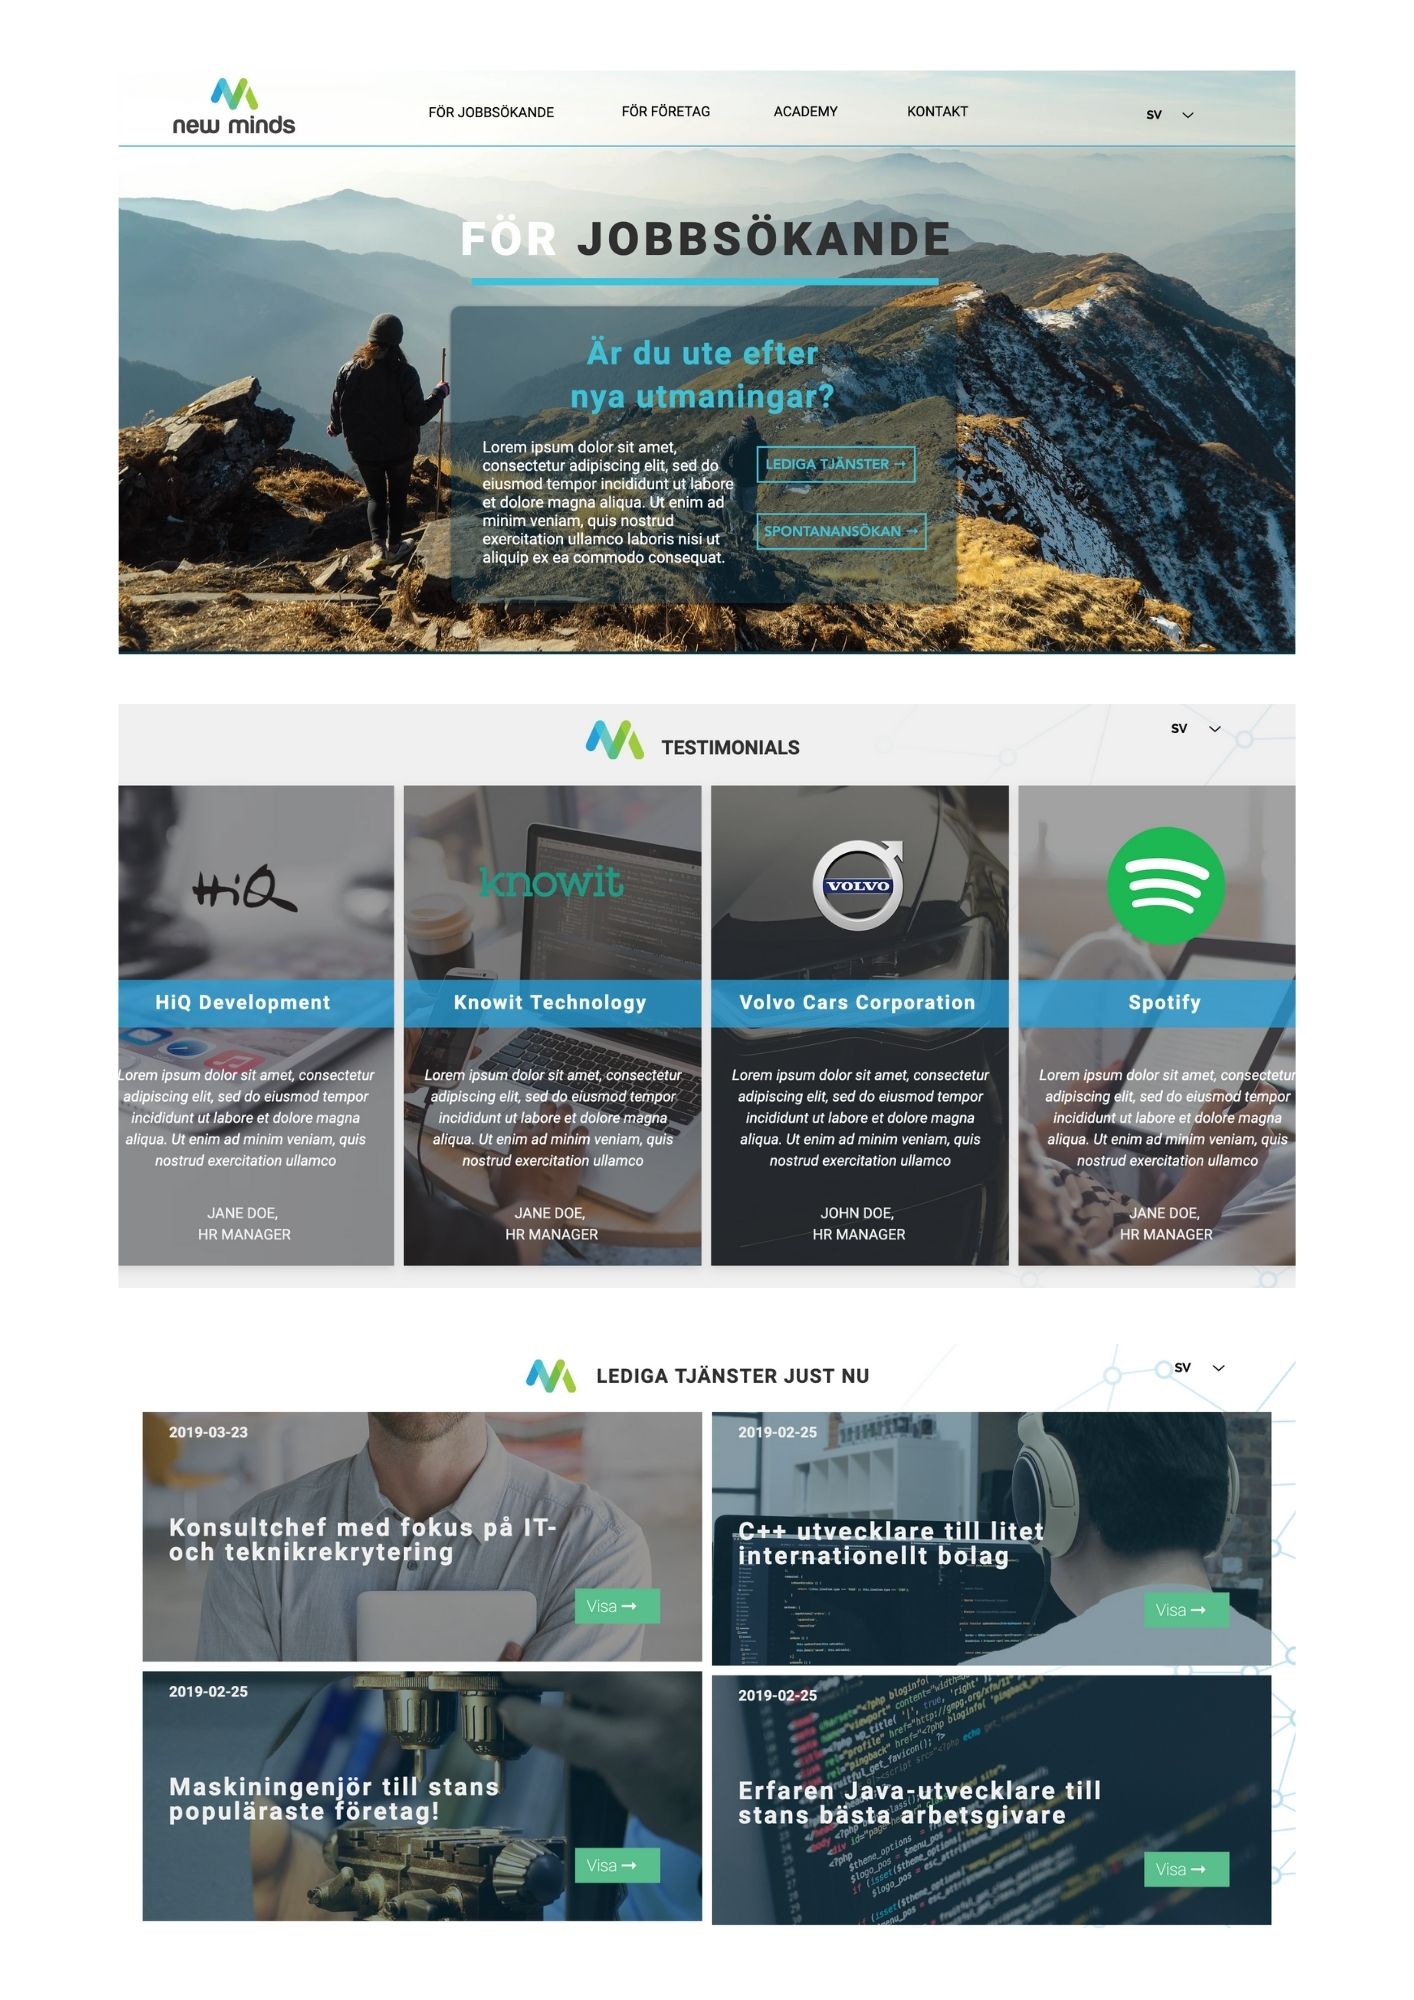 new minds
FÖR JOBBSÖKANDE
FÖR FÖRETAG
ACADEMY
KONTAKT
SV
FÖR JOBBSÖKANDE
Är du ute efter
nya utmaningar?
Lorem ipsum dolor sit amet,
consectetur adipiscing elit, sed do
eiusmod tempor incididunt ut labore
et dolore magna aliqua. Ut enim ad
minim veniam, quis nostrud
exercitation ullamco laboris nisi ut
aliquip ex ea commodo consequat.
LEDIGA TJÄNSTER →
SPONTANANSÖKAN →
TESTIMONIALS
SV
HiQ
HiQ Development
Lorem ipsum dolor sit amet, consectetur
adipiscing elit, sed do eiusmod tempor
incididunt ut labore et dolore magna
aliqua. Ut enim ad minim veniam, quis
nostrud exercitation ullamco
JANE DOE,
HR MANAGER
knowit
Knowit Technology
Lorem ipsum dolor sit amet, consectetur
adipiscing elit, sed do eiusmod tempor
incididunt ut labore et dolore magna
aliqua. Ut enim ad minim veniam, quis
nostrud exercitation ullamco
JANE DOE,
HR MANAGER
VOLVO
Volvo Cars Corporation
Lorem ipsum dolor sit amet, consectetur
adipiscing elit, sed do eiusmod tempor
incididunt ut labore et dolore magna
aliqua. Ut enim ad minim veniam, quis
nostrud exercitation ullamco
JOHN DOE,
HR MANAGER
Spotify
Lorem ipsum dolor sit amet, consectetur
adipiscing elit, sed do eiusmod tempor
incididunt ut labore et dolore magna
aliqua. Ut enim ad minim veniam, quis
nostrud exercitation ullamco
JANE DOE,
HR MANAGER
LEDIGA TJÄNSTER JUST NU
SV
2019-03-23
Konsultchef med fokus på IT-
och teknikrekrytering
Visa →
2019-02-25
C++ utvecklare till litet
internationellt bolag
Visa →
2019-02-25
Maskiningenjör till stans
populäraste företag!
Visa →
2019-02-25
Erfaren Java-utvecklare till
stans bästa arbetsgivare
Visa →